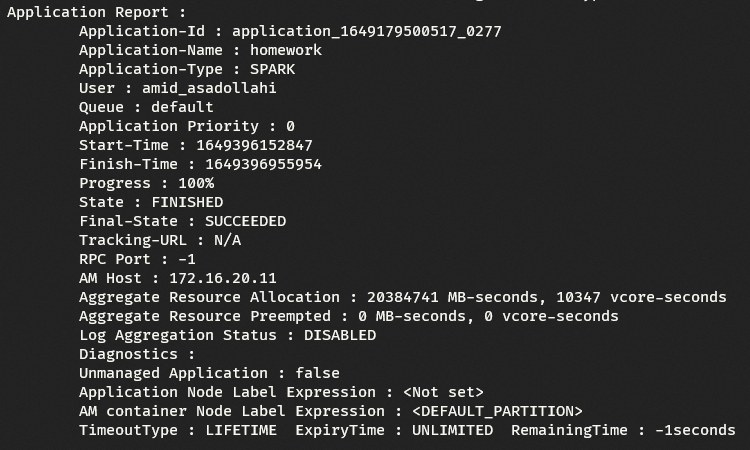 Application Report :
Application-Id : application_1649179500517_0277
Application-Name : homework
Application-Type : SPARK
User : amid_asadollahi
Queue : default
Application Priority : 0
Start-Time : 1649396152847
Finish-Time : 1649396955954
Progress : 100%
State : FINISHED
Final-State : SUCCEEDED
Tracking-URL : N/A
RPC Port : -1
AM Host : 172.16.20.11
Aggregate Resource Allocation : 20384741 MB-seconds, 10347 vcore-seconds
Aggregate Resource Preempted : 0 MB-seconds, 0 vcore-seconds
Log Aggregation Status : DISABLED
Diagnostics :
Unmanaged Application : false
Application Node Label Expression : <Not set>
AM container Node Label Expression : <DEFAULT_PARTITION>
TimeoutType : LIFETIME  ExpiryTime : UNLIMITED  RemainingTime : -1seconds